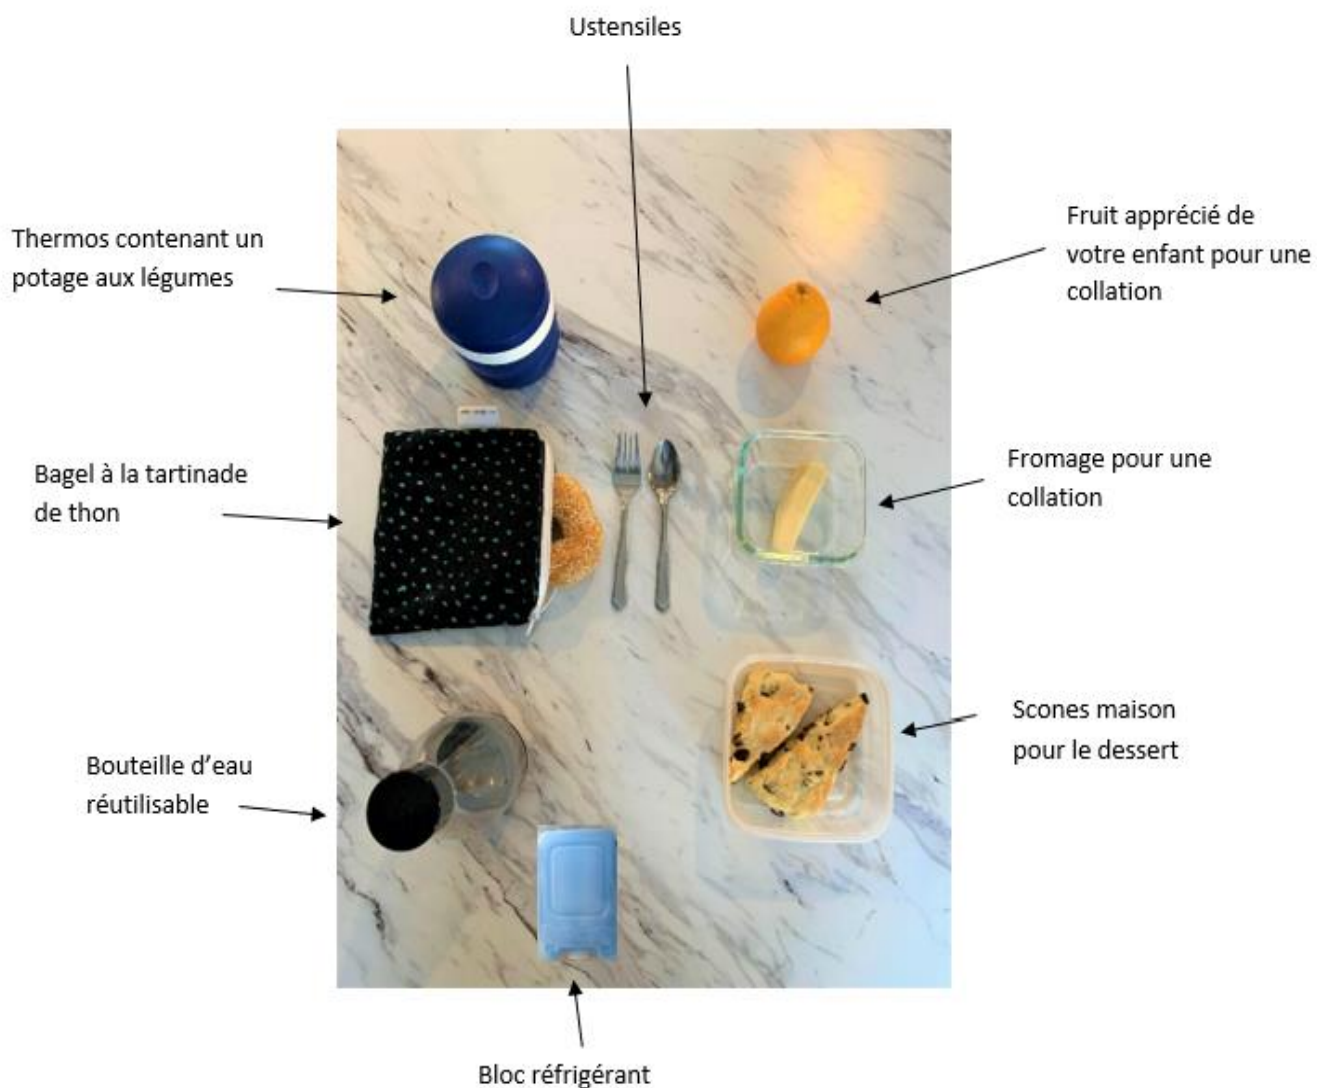 Ustensiles
Thermos contenant un
potage aux légumes
Fruit apprécié de
votre enfant pour une
collation
Bagel à la tartinade
de thon
Fromage pour une
collation
Bouteille d’eau
réutilisable
Scones maison
pour le dessert
Bloc réfrigérant